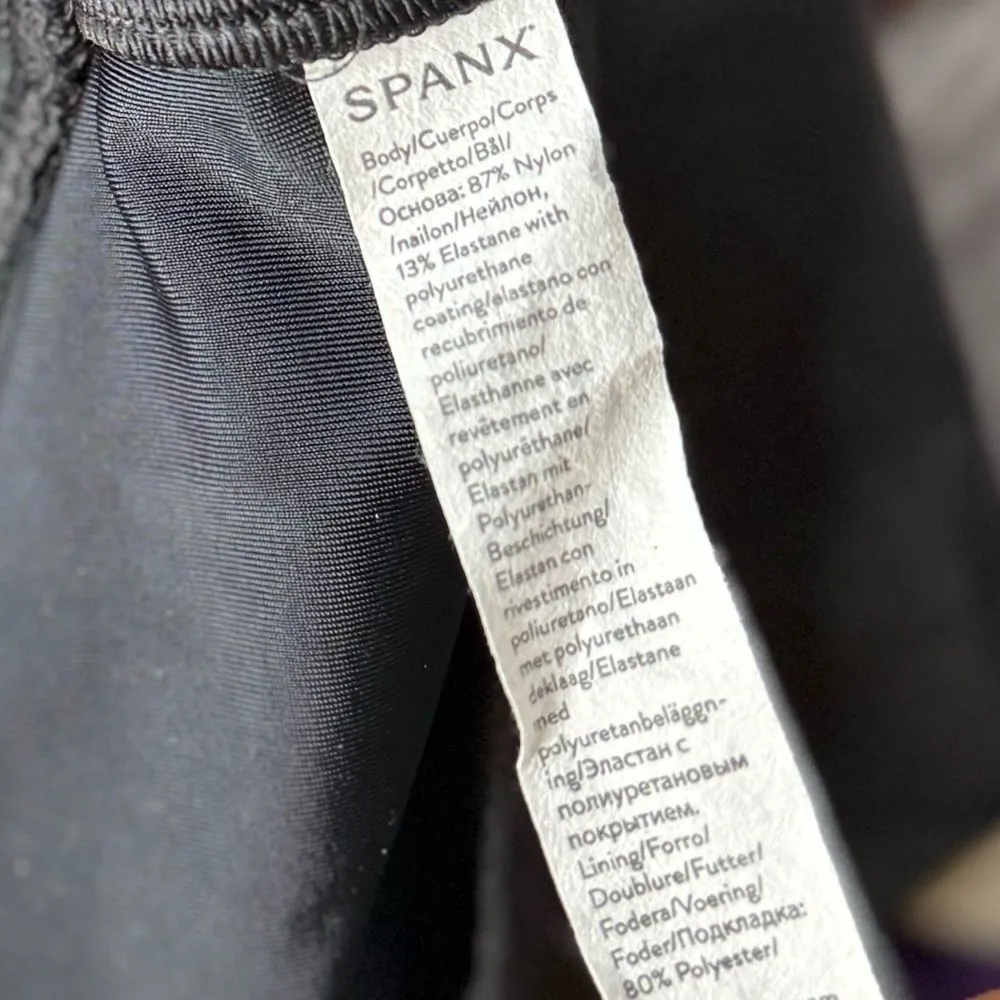 SPANX
Body/Cuerpo/Corps
/Corpetto/Bål/
Основа: 87% Nylon
/nailon/Нейлон,
13% Elastane with
polyurethane
coating/elastano con
recubrimiento de
poliuretano/
Elasthanne avec
revêtement en
polyuréthane/
Elastan mit
Polyurethan-
Beschichtung/
Elastan con
rivestimento in
poliuretano/Elastaan
met polyurethaan
deklaag/Elastane
med
polyuretanbeläggn-
ing/Эластан с
полиуретановым
покрытием.
Lining/Forro/
Doublure/Futter/
Fodera/Voering/
Foder/Подкладка:
80% Polyester/